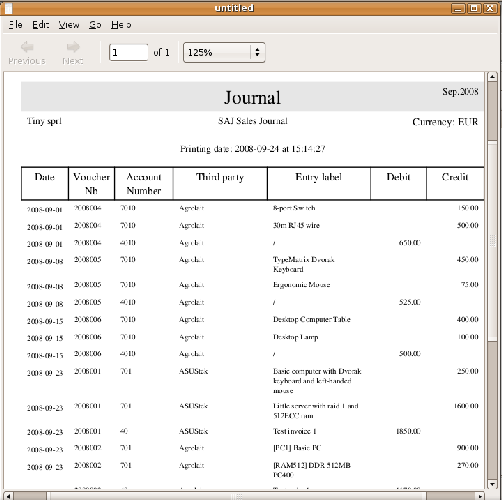 untitled
File Edit View Go Help
Previous Next 1 of 1 125%
Journal Sep.2008
Tiny sprl SAJ Sales Journal Currency: EUR
Printing date: 2008-09-24 at 15:14:27
Date Voucher Nb Account Number Third party Entry label Debit Credit
2008-09-01 2008004 7010 Agrolait 8-port Switch 150.00
2008-09-01 2008004 7010 Agrolait 30m RJ45 wire 500.00
2008-09-01 2008004 4010 Agrolait / 650.00
2008-09-08 2008005 7010 Agrolait TypeMatrix Dvorak
Keyboard 450.00
2008-09-08 2008005 7010 Agrolait Ergonomic Mouse 75.00
2008-09-08 2008005 4010 Agrolait / 525.00
2008-09-15 2008006 7010 Agrolait Desktop Computer Table 400.00
2008-09-15 2008006 7010 Agrolait Desktop Lamp 100.00
2008-09-15 2008006 4010 Agrolait / 500.00
2008-09-23 2008001 701 ASUStek Basic computer with Dvorak
keyboard and left-handed
mouse 250.00
2008-09-23 2008001 701 ASUStek Little server with raid 1 and
512ECC ram 1600.00
2008-09-23 2008001 40 ASUStek Test invoice 1 1850.00
2008-09-23 2008002 701 ASUStek [PC1] Basic PC 900.00
2008-09-23 2008002 701 ASUStek [RAM512] DDR 512MB
PC400 270.00